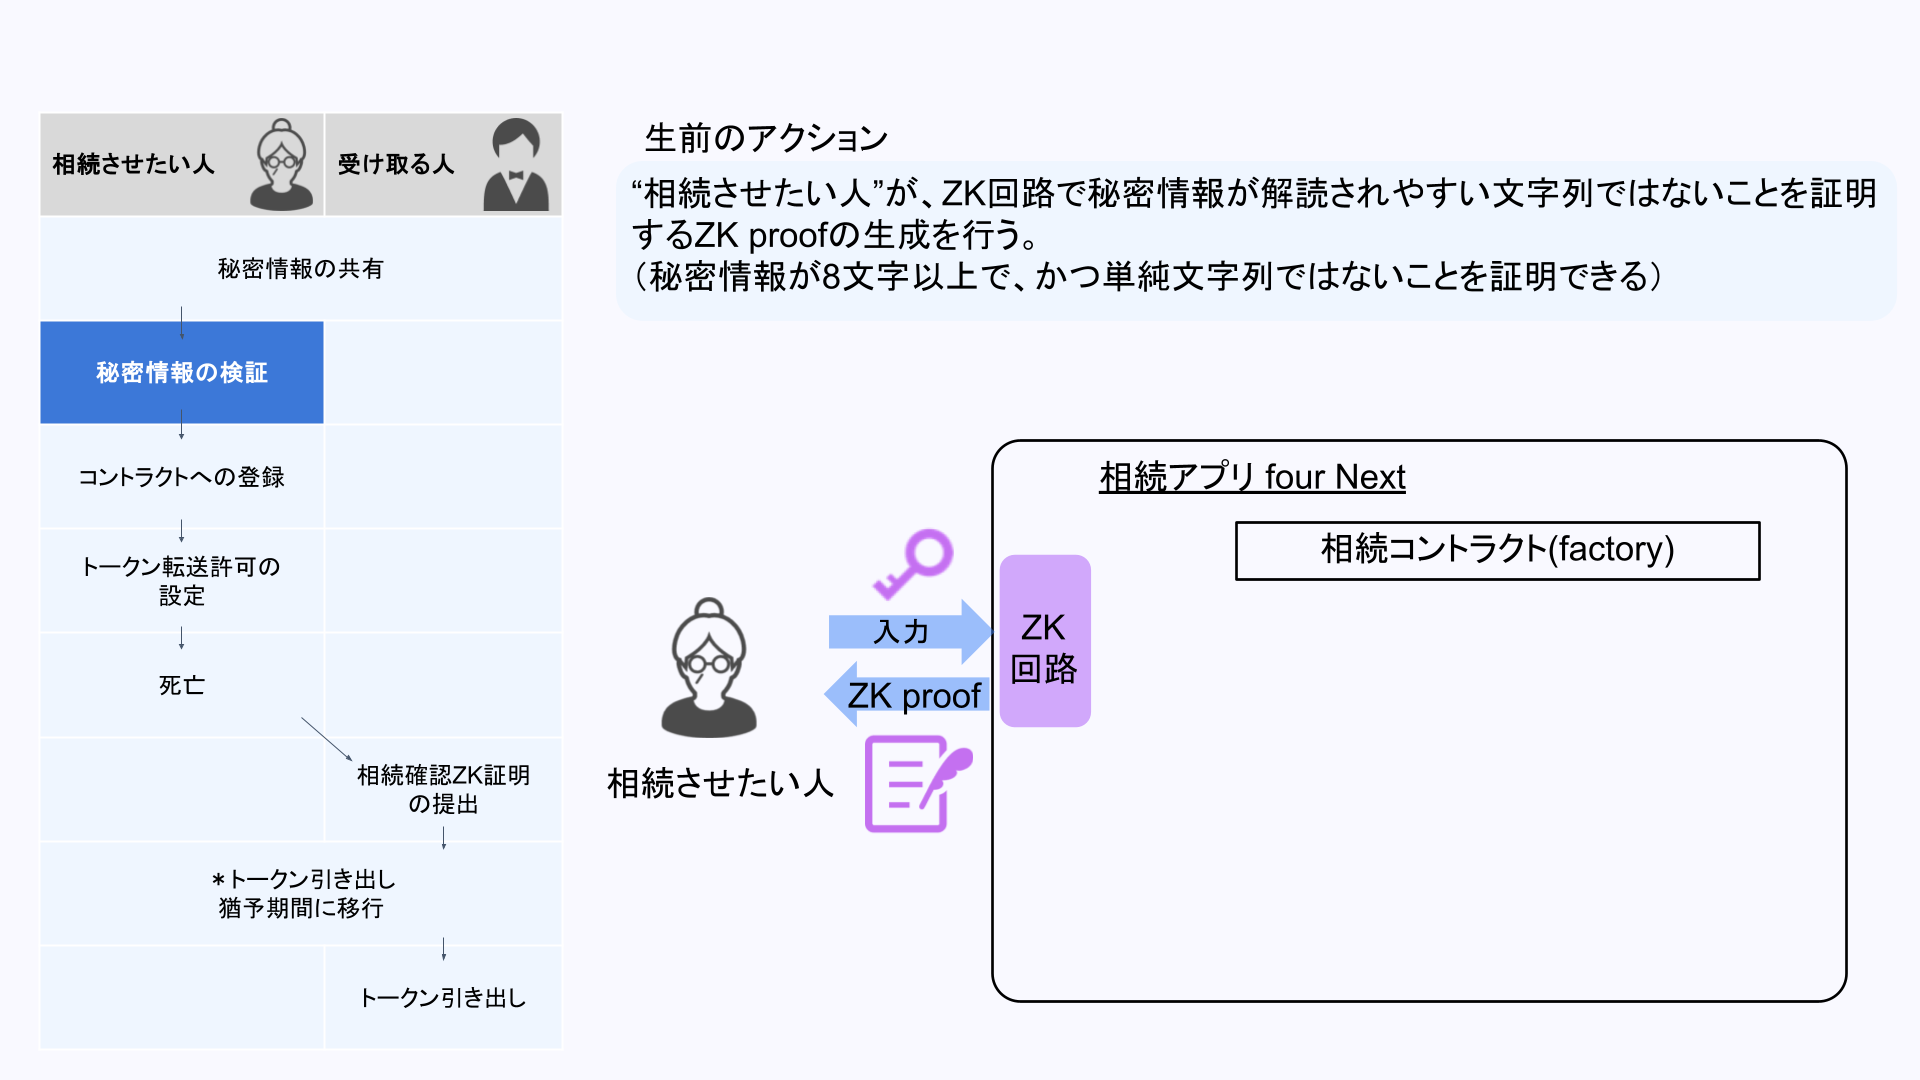 相続させたい人
受け取る人
秘密情報の共有
秘密情報の検証
コントラクトへの登録
トークン転送許可の
設定
死亡
相続確認ZK証明
の提出
*トークン引き出し
猶予期間に移行
トークン引き出し
生前のアクション
“相続させたい人”が、ZK回路で秘密情報が解読されやすい文字列ではないことを証明
するZK proofの生成を行う。
（秘密情報が8文字以上で、かつ単純文字列ではないことを証明できる）
相続アプリ four Next
相続コントラクト(factory)
入力
ZK proof
ZK
回路
相続させたい人